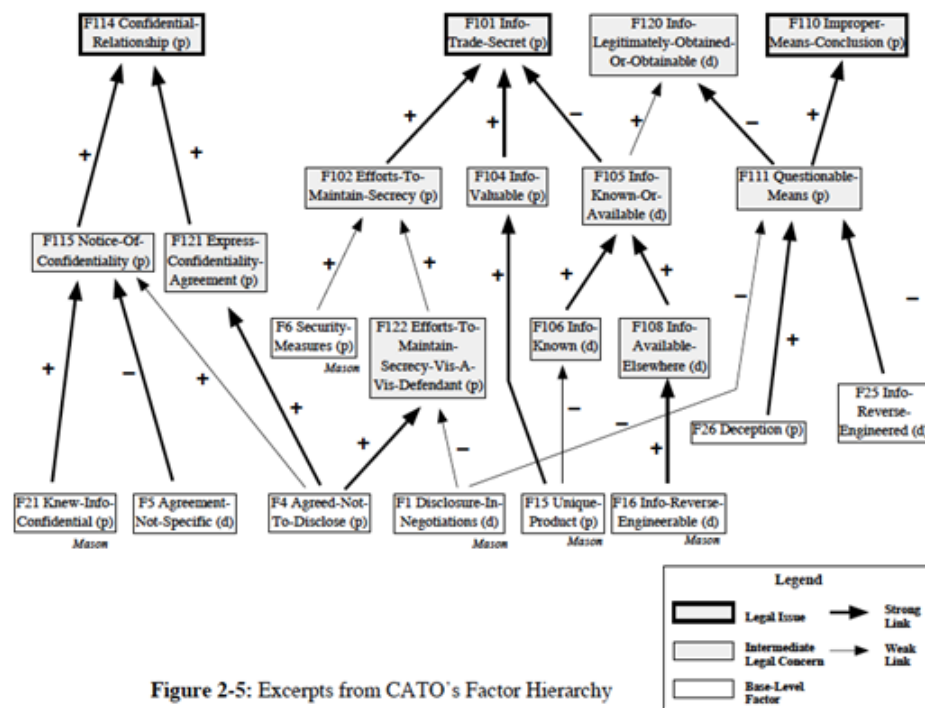 F114 Confidential-
Relationship (p)
F101 Info-
Trade-Secret (p)
F120 Info-
Legitimately-Obtained-
Or-Obtainable (d)
F110 Improper-
Means-Conclusion (p)
+
+
+
+
−
+
−
+
F102 Efforts-To-
Maintain-Secrecy (p)
F104 Info-
Valuable (p)
F105 Info-
Known-Or-
Available (d)
F111 Questionable-
Means (p)
F115 Notice-Of-
Confidentiality (p)
F121 Express-
Confidentiality-
Agreement (p)
+
+
+
+
+
−
+
−
F6 Security-
Measures (p)
Mason
F122 Efforts-To-
Maintain-
Secrecy-Vis-A-
Vis-Defendant (p)
F106 Info-
Known (d)
F108 Info-
Available-
Elsewhere (d)
F26 Deception (p)
F25 Info-
Reverse-
Engineered (d)
+
−
+
+
+
−
−
+
F21 Knew-Info-
Confidential (p)
Mason
F5 Agreement-
Not-Specific (d)
F4 Agreed-Not-
To-Disclose (p)
F1 Disclosure-In-
Negotiations (d)
Mason
F15 Unique-
Product (p)
Mason
F16 Info-Reverse-
Engineerable (d)
Mason
Legend
Legal Issue
Strong
Link
Intermediate
Legal Concern
Weak
Link
Base-Level
Factor
Figure 2-5: Excerpts from CATO's Factor Hierarchy